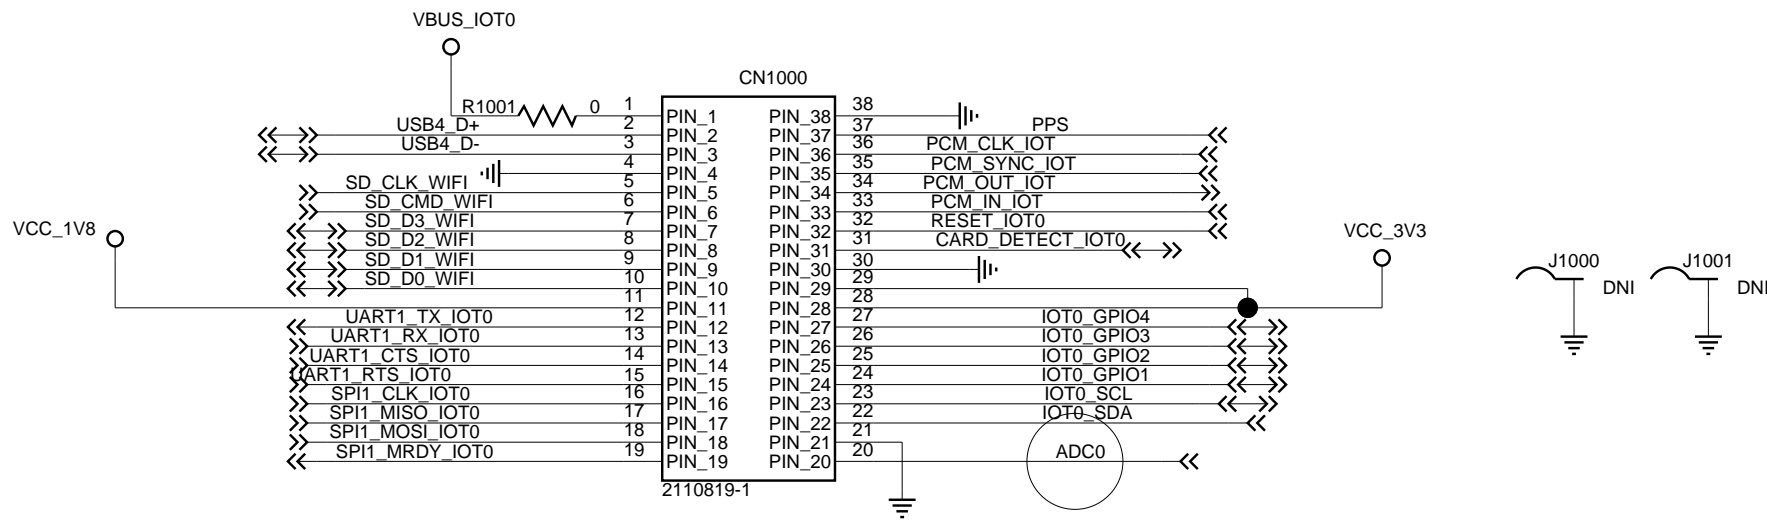 VBUS_IOT0
CN1000
R1001 0 1 PIN_1 PIN_38 38
USB4_D+ 2 PIN_2 PIN_37 37 PPS
USB4_D- 3 PIN_3 PIN_36 36 PCM_CLK_IOT
4 PIN_4 PIN_35 35 PCM_SYNC_IOT
SD_CLK_WIFI 5 PIN_5 PIN_34 34 PCM_OUT_IOT
SD_CMD_WIFI 6 PIN_6 PIN_33 33 PCM_IN_IOT
SD_D3_WIFI 7 PIN_7 PIN_32 32 RESET_IOT0
VCC_1V8
SD_D2_WIFI 8 PIN_8 PIN_31 31 CARD_DETECT_IOT0
VCC_3V3
SD_D1_WIFI 9 PIN_9 PIN_30 30
SD_D0_WIFI 10 PIN_10 PIN_29 29
11 PIN_11 PIN_28 28
UART1_TX_IOT0 12 PIN_12 PIN_27 27 IOT0_GPIO4
UART1_RX_IOT0 13 PIN_13 PIN_26 26 IOT0_GPIO3
UART1_CTS_IOT0 14 PIN_14 PIN_25 25 IOT0_GPIO2
UART1_RTS_IOT0 15 PIN_15 PIN_24 24 IOT0_GPIO1
SPI1_CLK_IOT0 16 PIN_16 PIN_23 23 IOT0_SCL
SPI1_MISO_IOT0 17 PIN_17 PIN_22 22 IOT0_SDA
SPI1_MOSI_IOT0 18 PIN_18 PIN_21 21
SPI1_MRDY_IOT0 19 PIN_19 PIN_20 20 ADC0
2110819-1
J1000 DNI
J1001 DNI